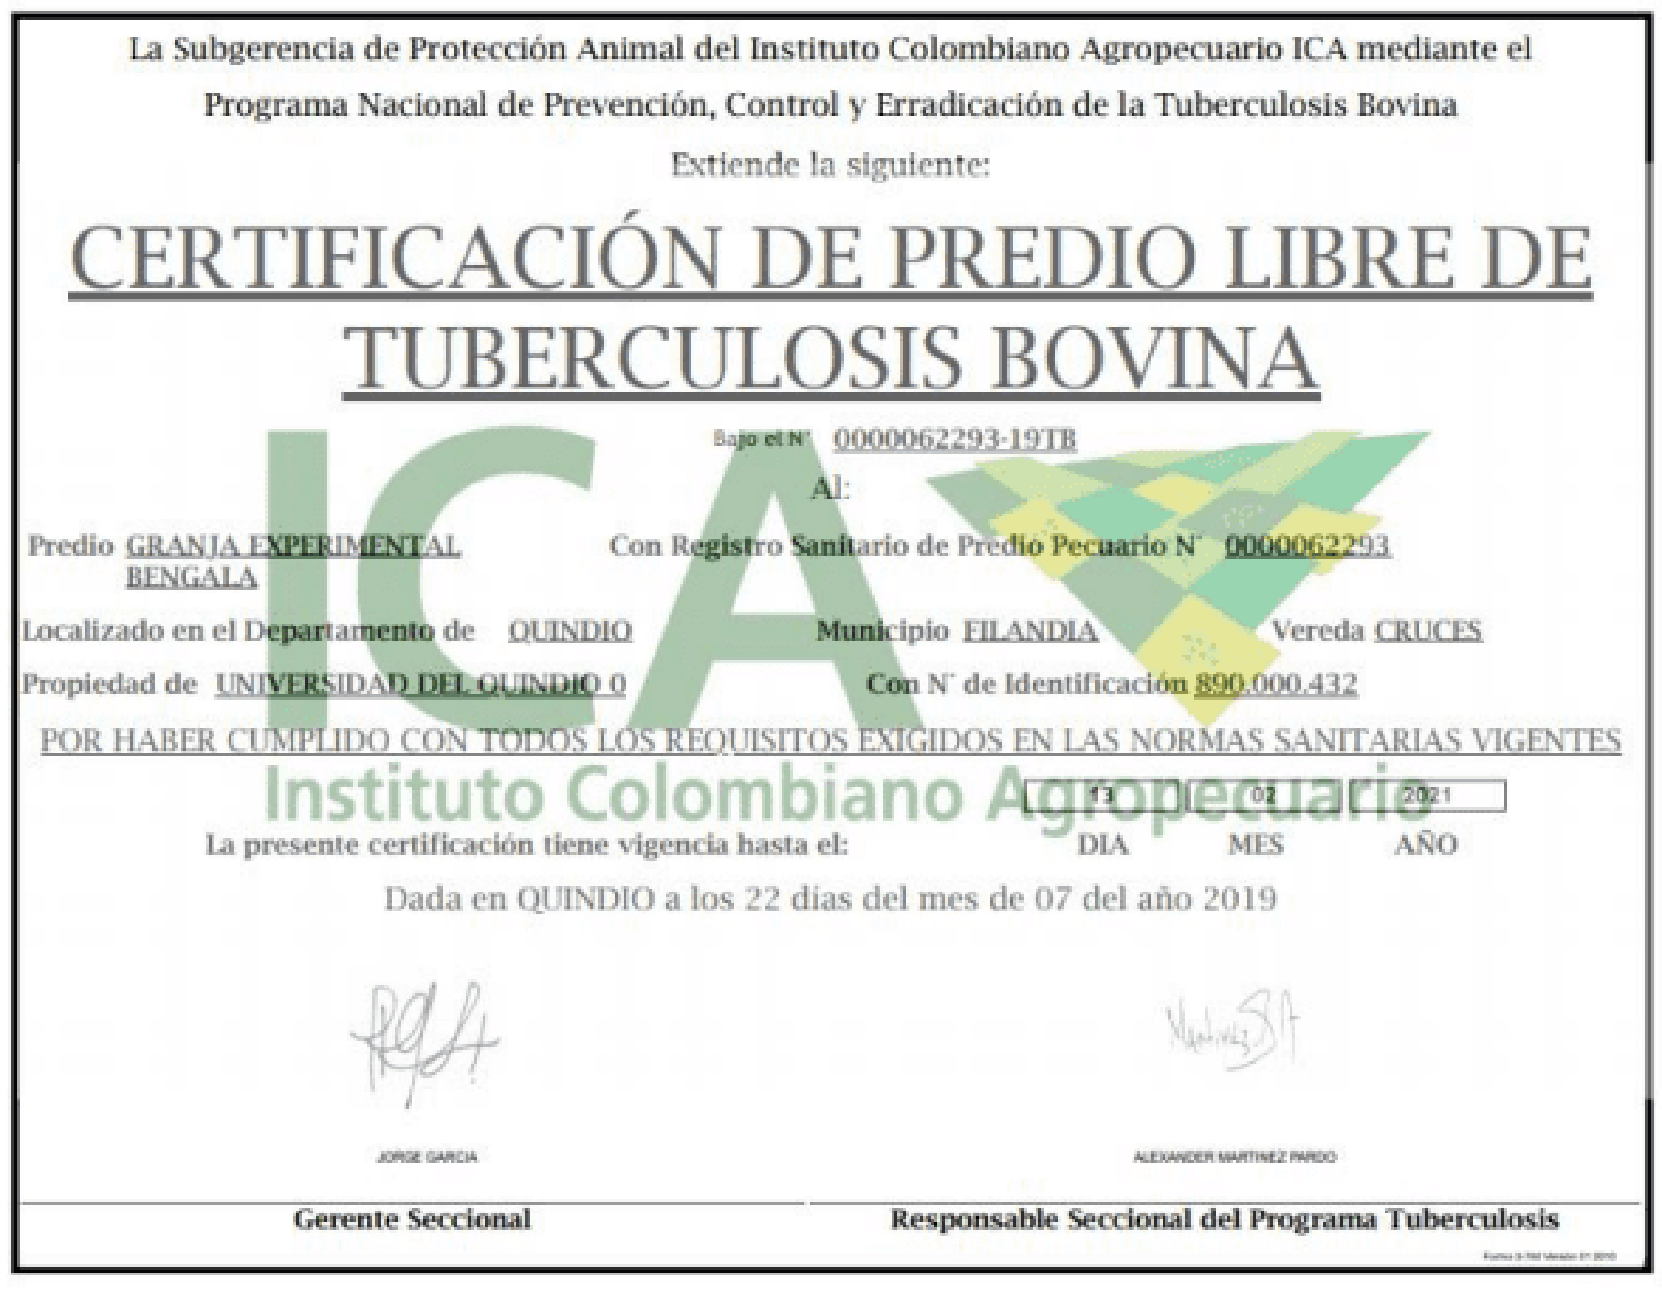 La Subgerencia de Protección Animal del Instituto Colombiano Agropecuario ICA mediante el
Programa Nacional de Prevención, Control y Erradicación de la Tuberculosis Bovina
Extiende la siguiente:
CERTIFICACIÓN DE PREDIO LIBRE DE
TUBERCULOSIS BOVINA
Bajo el N° 0000062293-19TB
Al:
Predio GRANJA EXPERIMENTAL Con Registro Sanitario de Predio Pecuario N° 0000062293
BENGALA
Localizado en el Departamento de QUINDIO Municipio FILANDIA Vereda CRUCES
Propiedad de UNIVERSIDAD DEL QUINDIO 0 Con N° de Identificación 890.000.432
POR HABER CUMPLIDO CON TODOS LOS REQUISITOS EXIGIDOS EN LAS NORMAS SANITARIAS VIGENTES
ICA
Instituto Colombiano Agropecuario
13 02 2021
La presente certificación tiene vigencia hasta el: DIA MES AÑO
Dada en QUINDIO a los 22 días del mes de 07 del año 2019
JORGE GARCIA ALEXANDER MARTINEZ PARDO
Gerente Seccional Responsable Seccional del Programa Tuberculosis